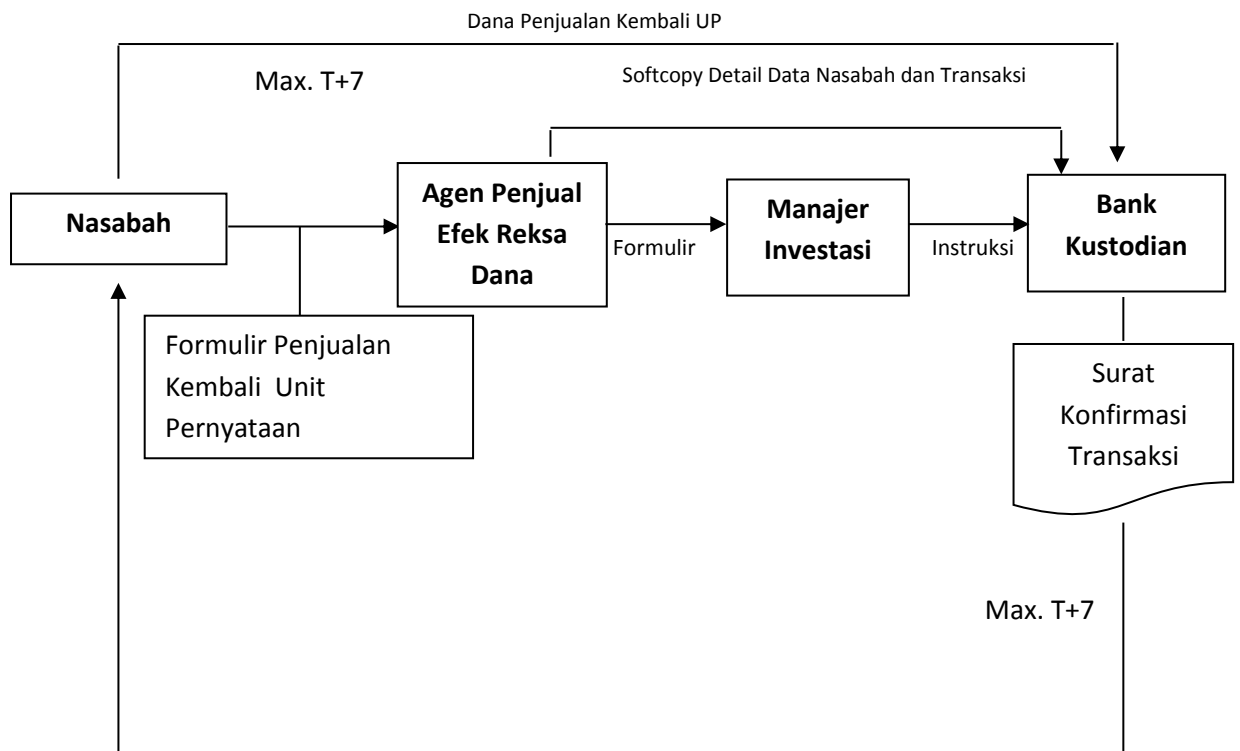 Dana Penjualan Kembali UP
Max. T+7
Softcopy Detail Data Nasabah dan Transaksi
Nasabah
Agen Penjual
Efek Reksa
Dana
Formulir
Manajer
Investasi
Instruksi
Bank
Kustodian
Formulir Penjualan
Kembali Unit
Pernyataan
Surat
Konfirmasi
Transaksi
Max. T+7